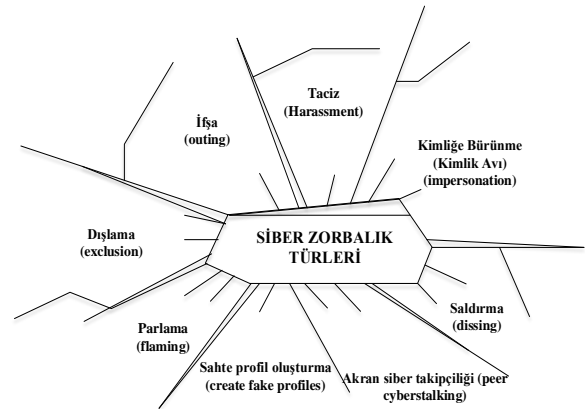 Taciz
(Harassment)
İfşa
(outing)
Kimliğe Bürünme
(Kimlik Avı)
(impersonation)
Dışlama
(exclusion)
SİBER ZORBALIK
TÜRLERİ
Saldırma
(dissing)
Parlama
(flaming)
Sahte profil oluşturma
(create fake profiles)
Akran siber takipçiliği (peer
cyberstalking)